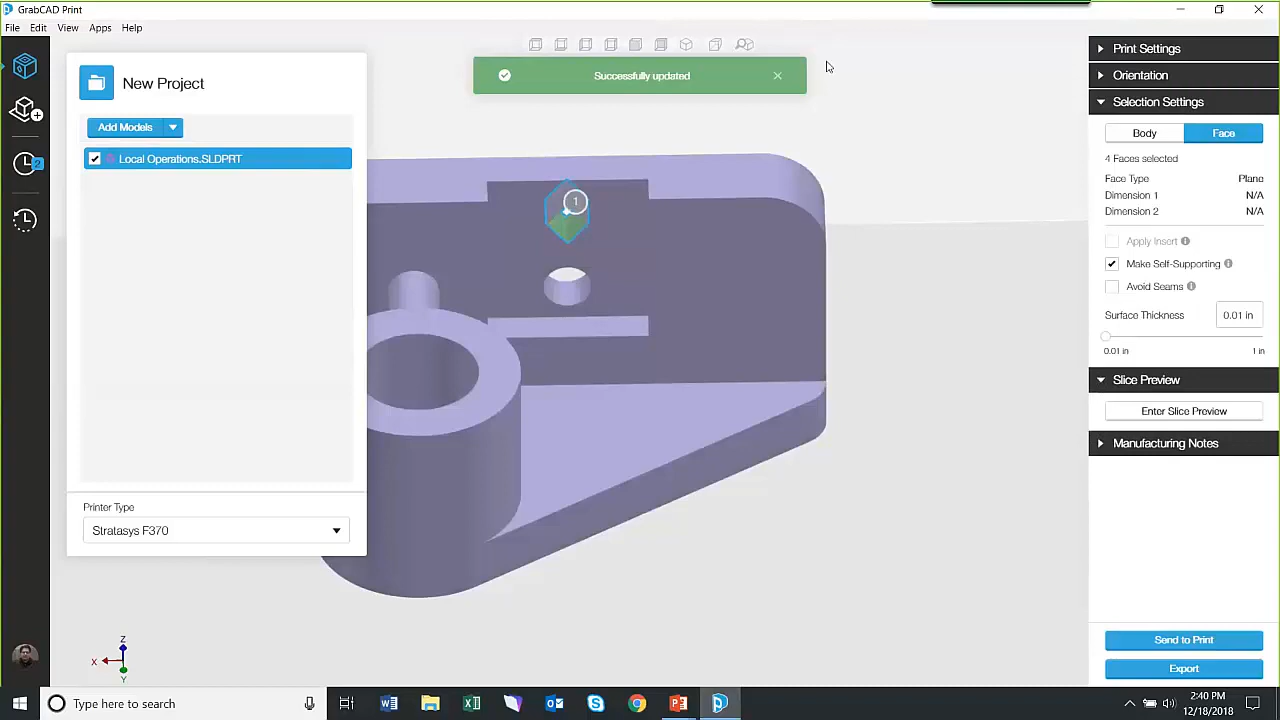 GrabCAD Print
File Edit View Apps Help
New Project
Add Models
Local Operations.SLDPRT
Printer Type
Stratasys F370
Successfully updated
1
2
Z
X
Y
Print Settings
Orientation
Selection Settings
Body Face
4 Faces selected
Face Type Plane
Dimension 1 N/A
Dimension 2 N/A
Apply Insert
Make Self-Supporting
Avoid Seams
Surface Thickness 0.01 in
0.01 in 1 in
Slice Preview
Enter Slice Preview
Manufacturing Notes
Send to Print
Export
Type here to search
2:40 PM
12/18/2018